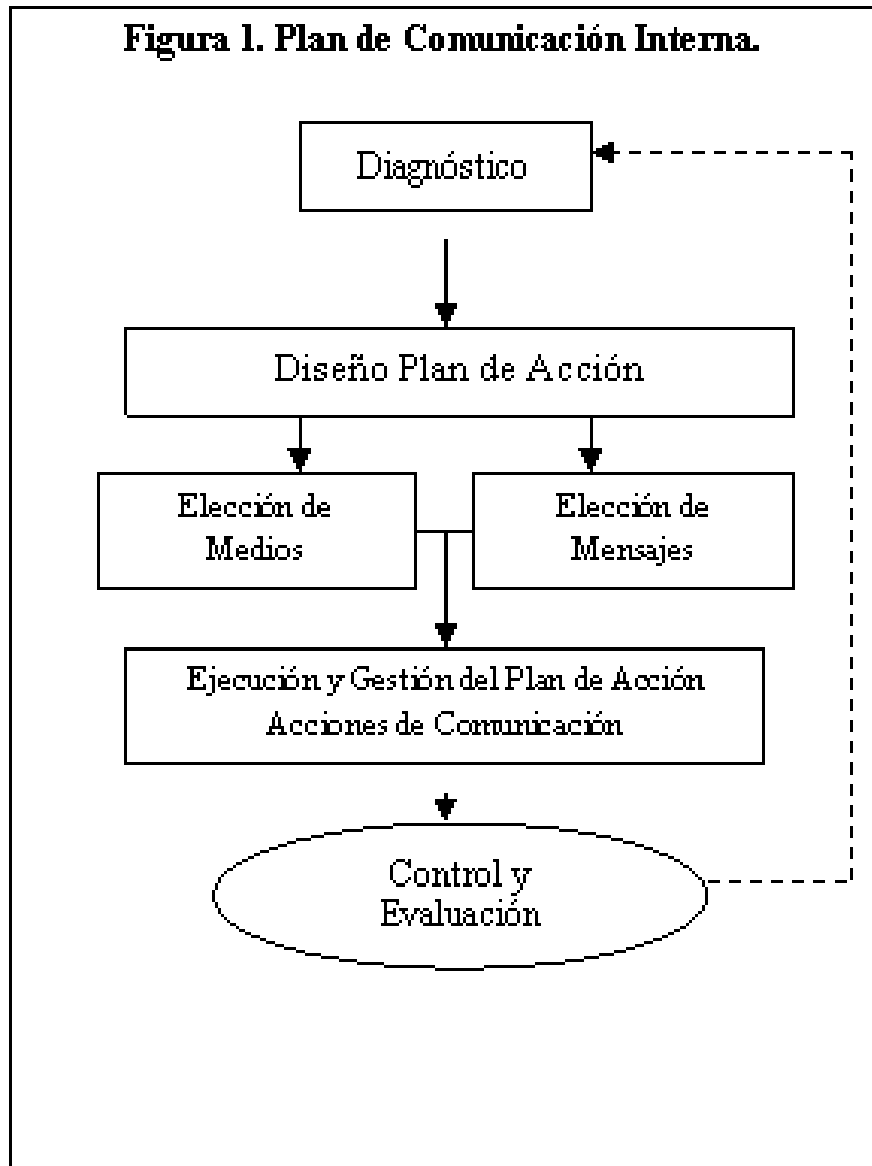 Figura 1. Plan de Comunicación Interna.
Diagnóstico
Diseño Plan de Acción
Elección de
Medios
Elección de
Mensajes
Ejecución y Gestión del Plan de Acción
Acciones de Comunicación
Control y
Evaluación